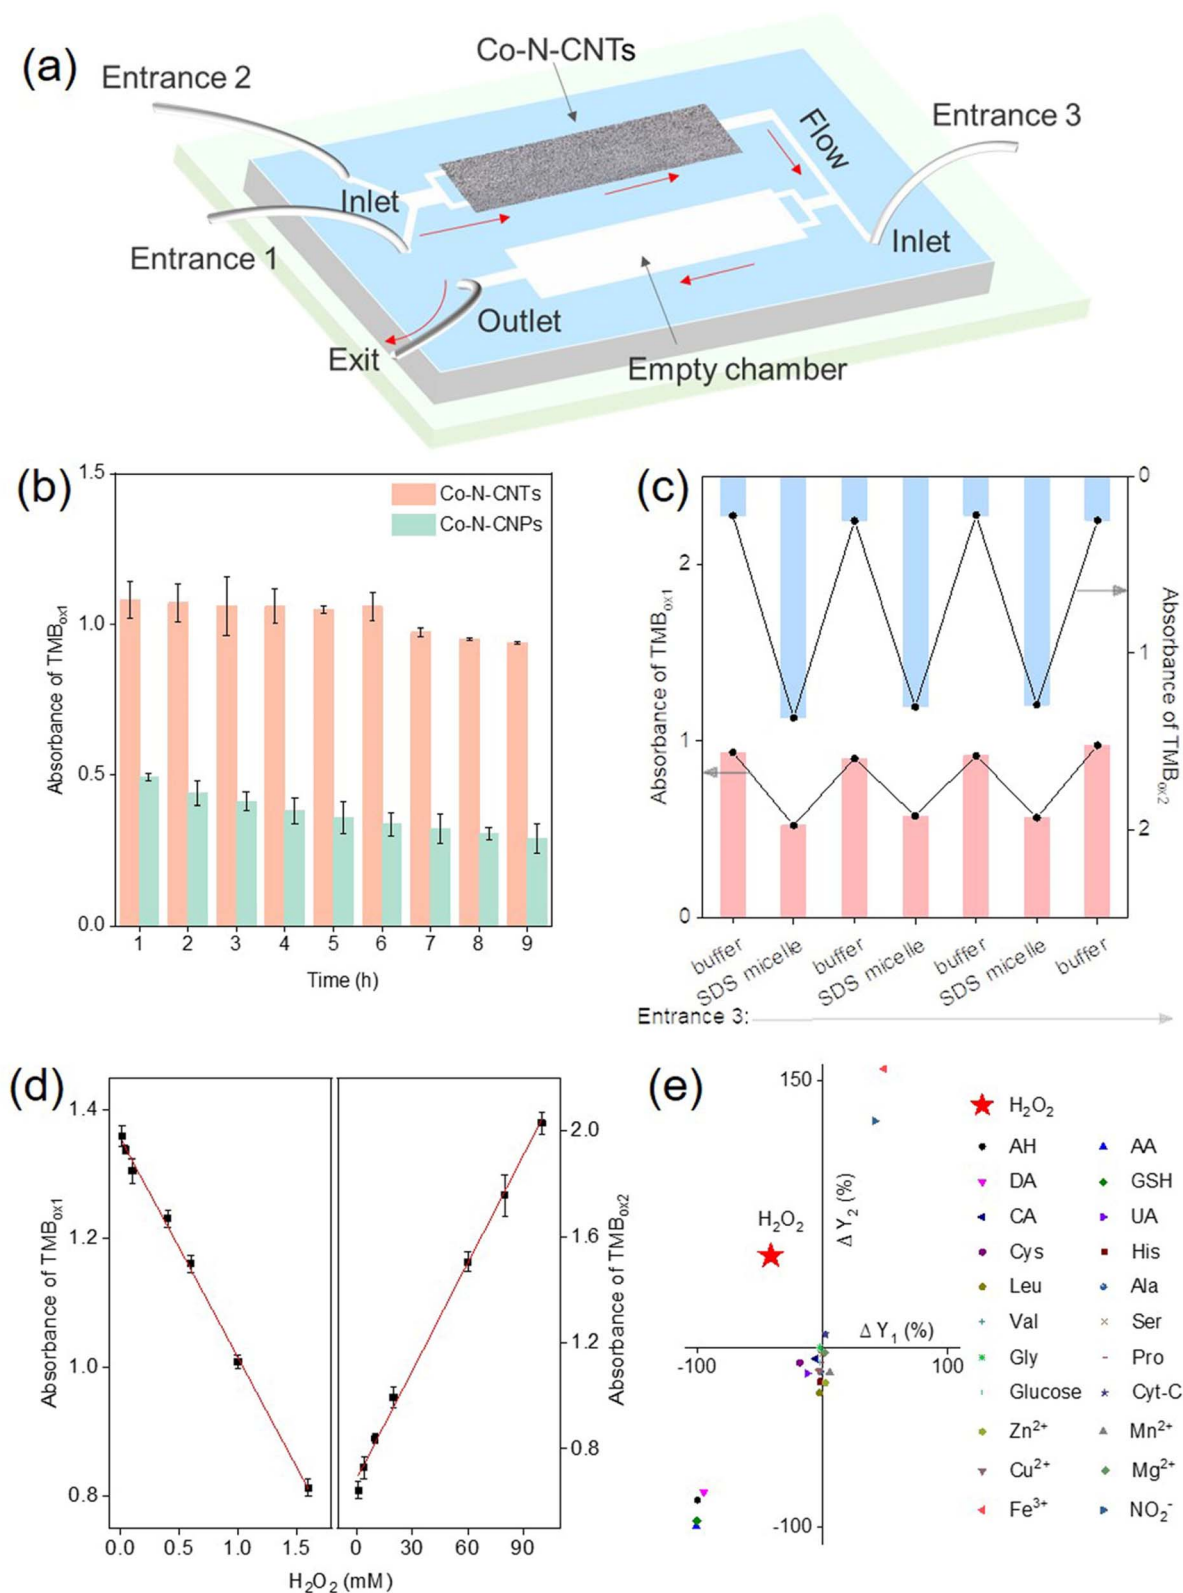 (a)
Co-N-CNTs
Entrance 2
Entrance 3
Flow
Inlet
Entrance 1
Inlet
Outlet
Exit
Empty chamber
(b)
1.5
1.0
0.5
0.0
Absorbance of TMBox1
Co-N-CNTs
Co-N-CNPs
1 2 3 4 5 6 7 8 9
Time (h)
(c)
2
1
0
Absorbance of TMBox1
0
1
2
Absorbance of TMBox2
buffer
SDS micelle
buffer
SDS micelle
buffer
SDS micelle
buffer
Entrance 3:
(d)
1.4
1.2
1.0
0.8
Absorbance of TMBox1
2.0
1.6
1.2
0.8
Absorbance of TMBox2
0.0 0.5 1.0 1.5 0 30 60 90
H2O2 (mM)
(e)
150
Δ Y2 (%)
H2O2
Δ Y1 (%)
-100
100
-100
H2O2
AH AA
DA GSH
CA UA
Cys His
Leu Ala
Val Ser
Gly Pro
Glucose Cyt-C
Zn2+ Mn2+
Cu2+ Mg2+
Fe3+ NO2-